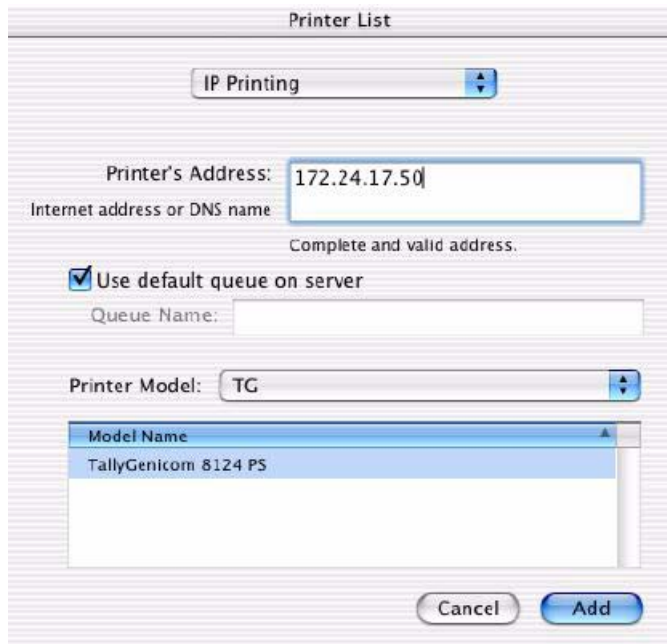 Printer List
IP Printing
Printer's Address: 172.24.17.50
Internet address or DNS name
Complete and valid address.
Use default queue on server
Queue Name:
Printer Model: TG
Model Name
TallyGenicom 8124 PS
Cancel Add